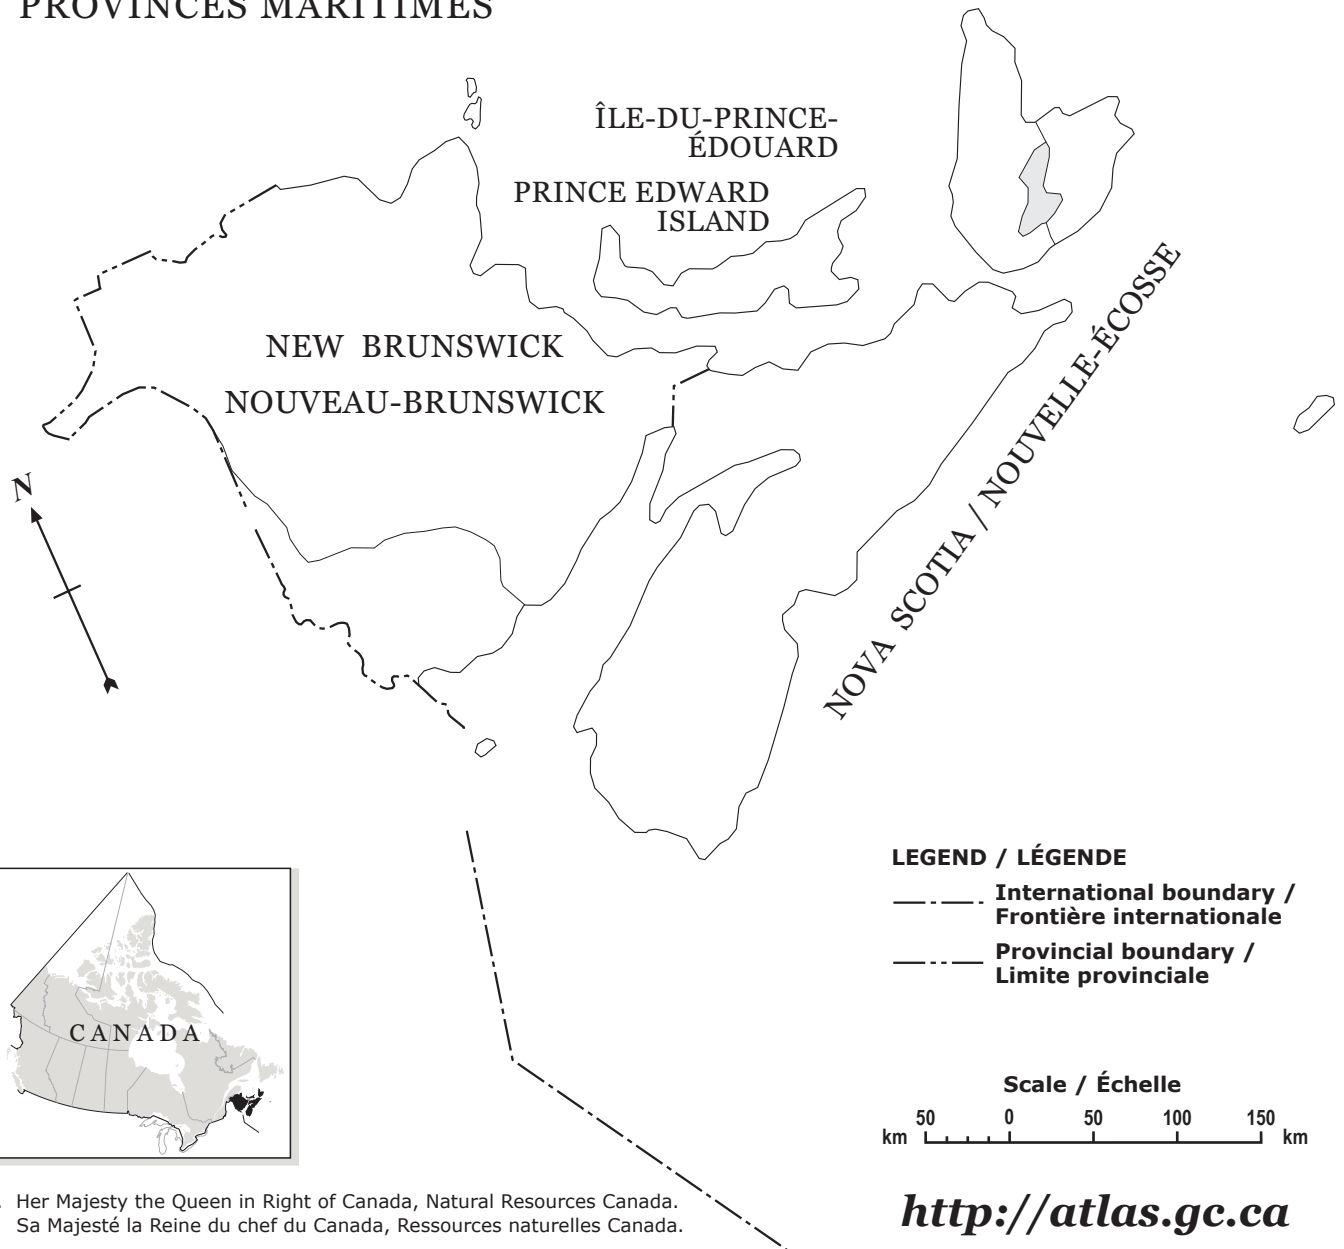 PROVINCES MARITIMES
ÎLE-DU-PRINCE-
ÉDOUARD
PRINCE EDWARD
ISLAND
NEW BRUNSWICK
NOUVEAU-BRUNSWICK
NOVA SCOTIA / NOUVELLE-ÉCOSSE
N
LEGEND / LÉGENDE
International boundary /
Frontière internationale
Provincial boundary /
Limite provinciale
CANADA
Scale / Échelle
50 0 50 100 150
km km
Her Majesty the Queen in Right of Canada, Natural Resources Canada.
Sa Majesté la Reine du chef du Canada, Ressources naturelles Canada.
http://atlas.gc.ca